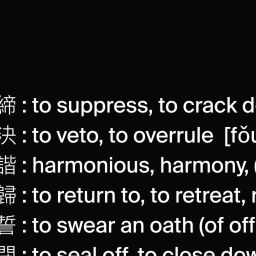 締 : to suppress, to crack d
決 : to veto, to overrule [fǒu
諧 : harmonious, harmony, (
歸 : to return to, to retreat, r
誓 : to swear an oath (of off
閉 : to seal off, to close dow